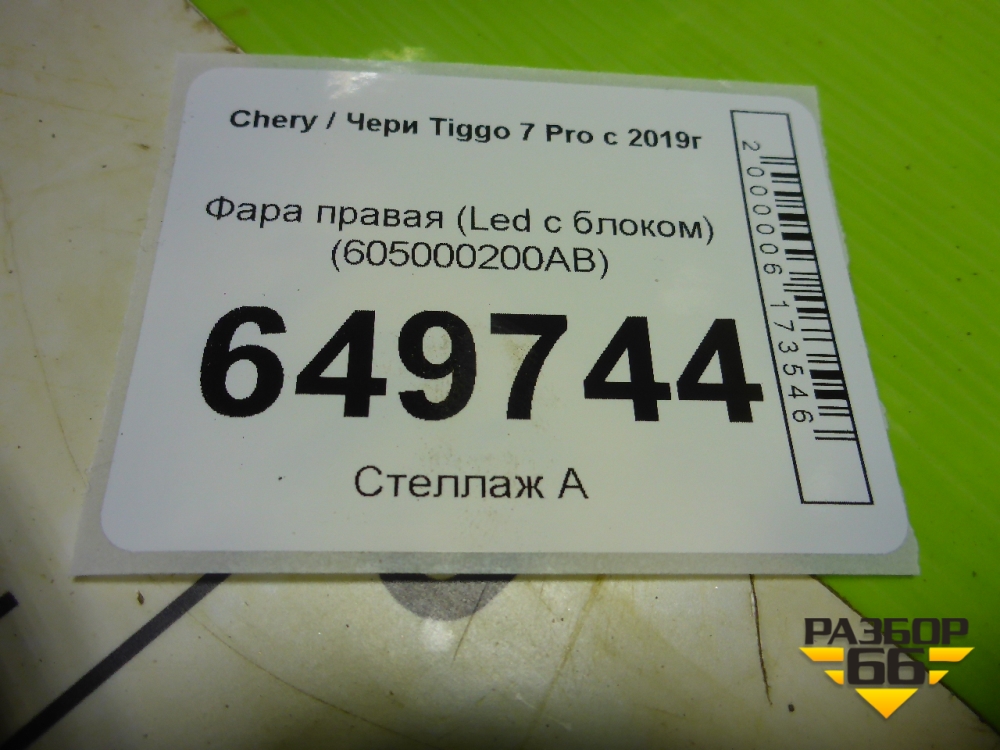 Chery / Чери Tiggo 7 Pro с 2019г
Фара правая (Led с блоком)
(605000200AB)
649744
Стеллаж А
2000006173546
РАЗБОР
66